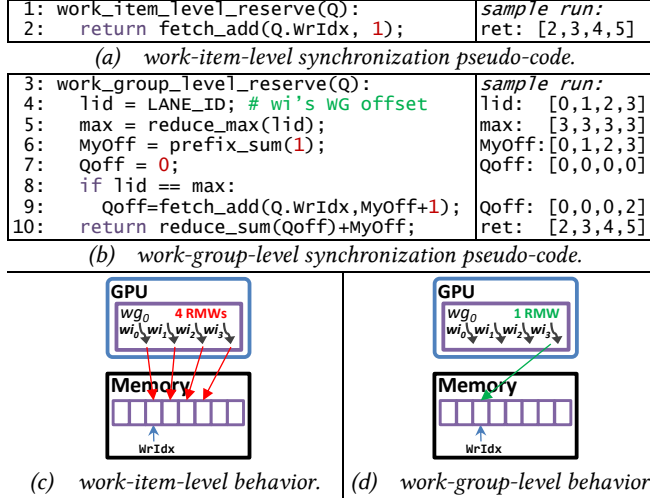 1: work_item_level_reserve(Q): sample run:
2: return fetch_add(Q.WrIdx, 1); ret: [2,3,4,5]
(a) work-item-level synchronization pseudo-code.
3: work_group_level_reserve(Q): sample run:
4: lid = LANE_ID; # wi's WG offset lid: [0,1,2,3]
5: max = reduce_max(lid); max: [3,3,3,3]
6: MyOff = prefix_sum(1); MyOff:[0,1,2,3]
7: Qoff = 0; Qoff: [0,0,0,0]
8: if lid == max:
9: Qoff=fetch_add(Q.WrIdx,MyOff+1); Qoff: [0,0,0,2]
10: return reduce_sum(Qoff)+MyOff; ret: [2,3,4,5]
(b) work-group-level synchronization pseudo-code.
GPU
wg0 4 RMWs
wi0 wi1 wi2 wi3
Memory
WrIdx
(c) work-item-level behavior.
GPU
wg0 1 RMW
wi0 wi1 wi2 wi3
Memory
WrIdx
(d) work-group-level behavior